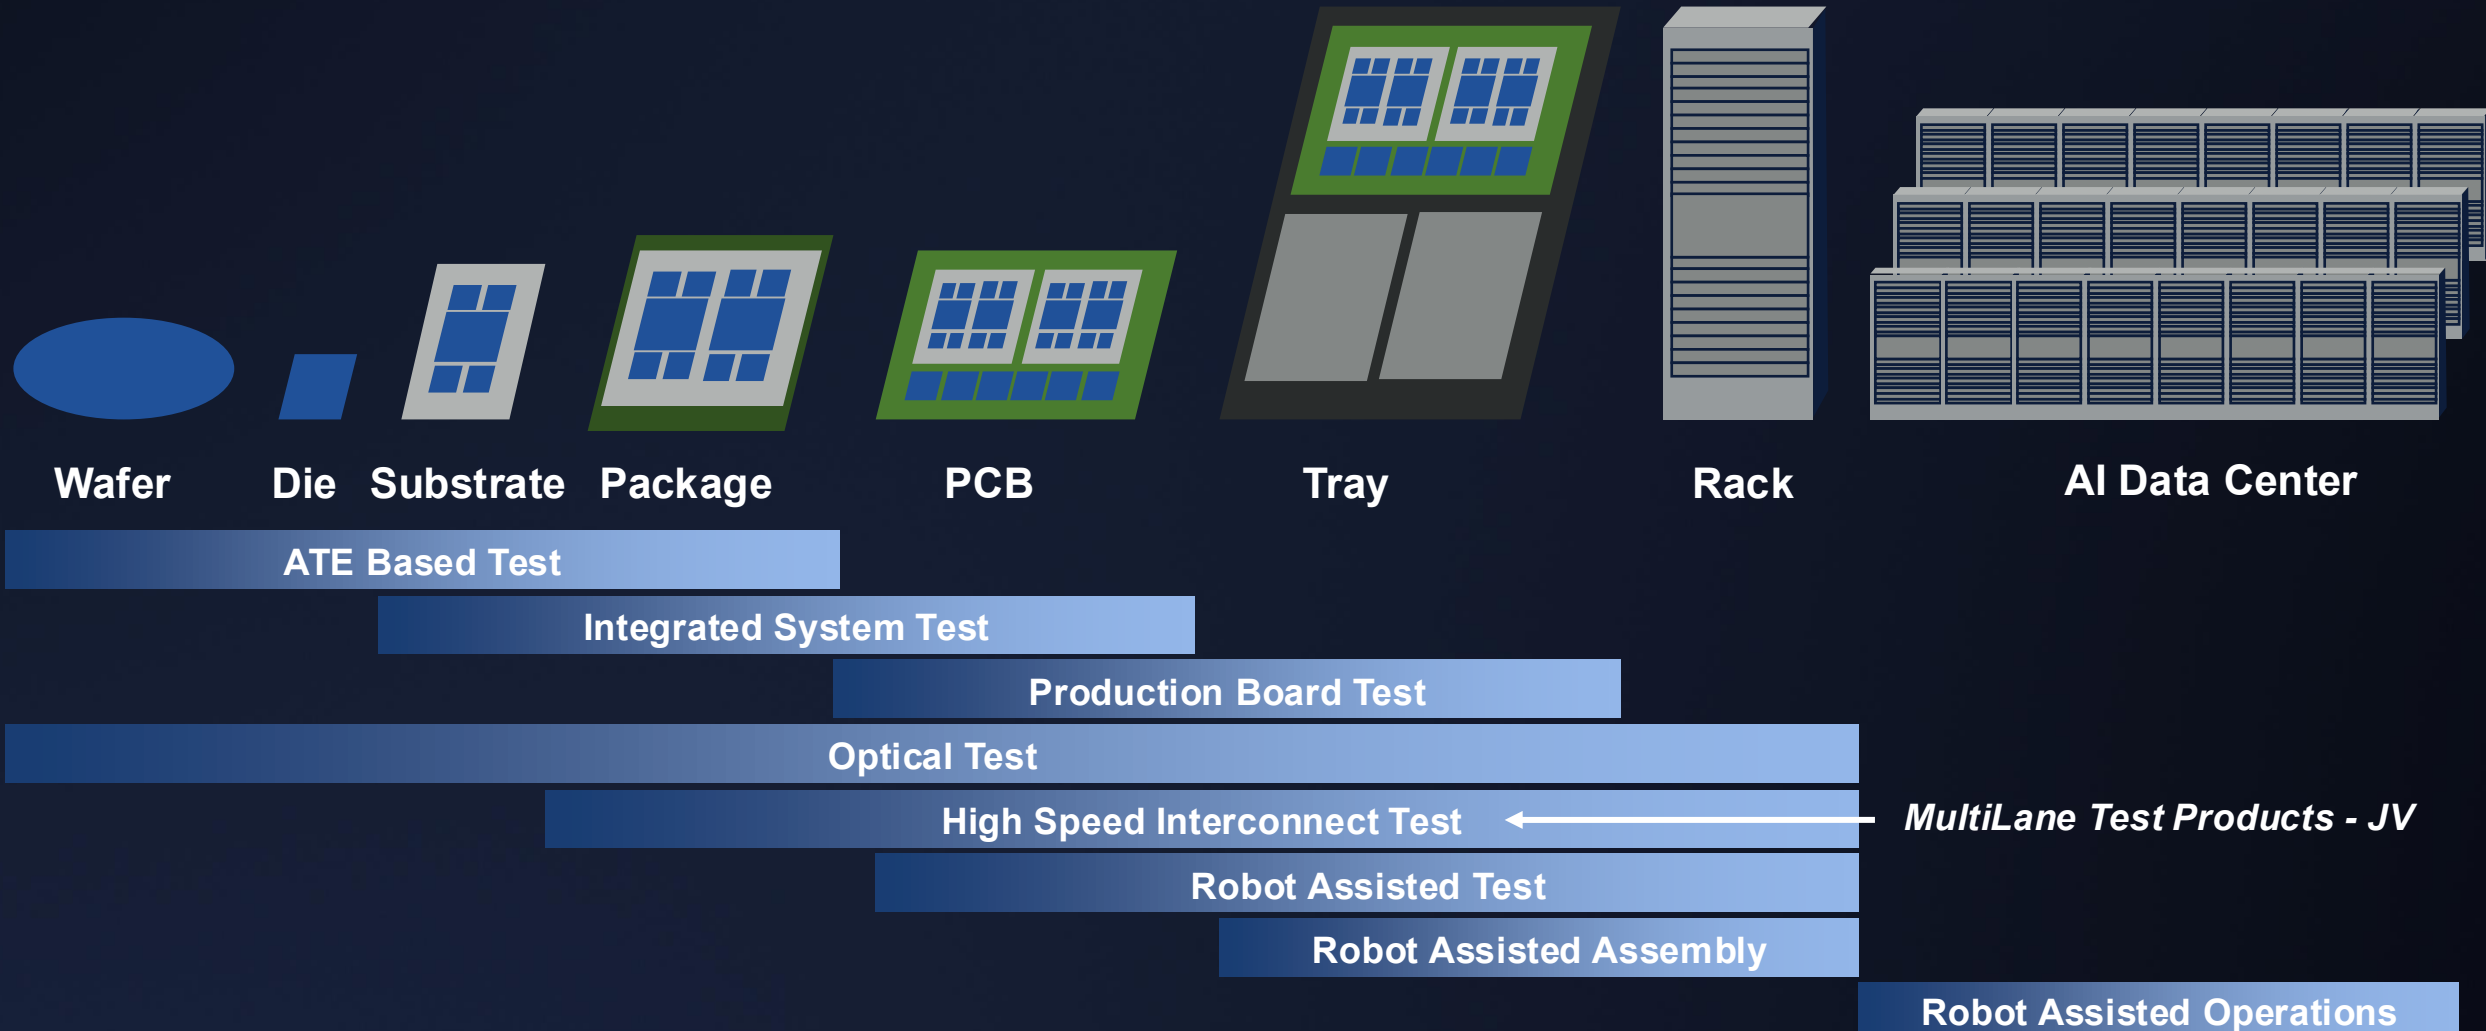 Wafer
Die
Substrate
Package
PCB
Tray
Rack
AI Data Center
ATE Based Test
Integrated System Test
Production Board Test
Optical Test
High Speed Interconnect Test
MultiLane Test Products - JV
Robot Assisted Test
Robot Assisted Assembly
Robot Assisted Operations